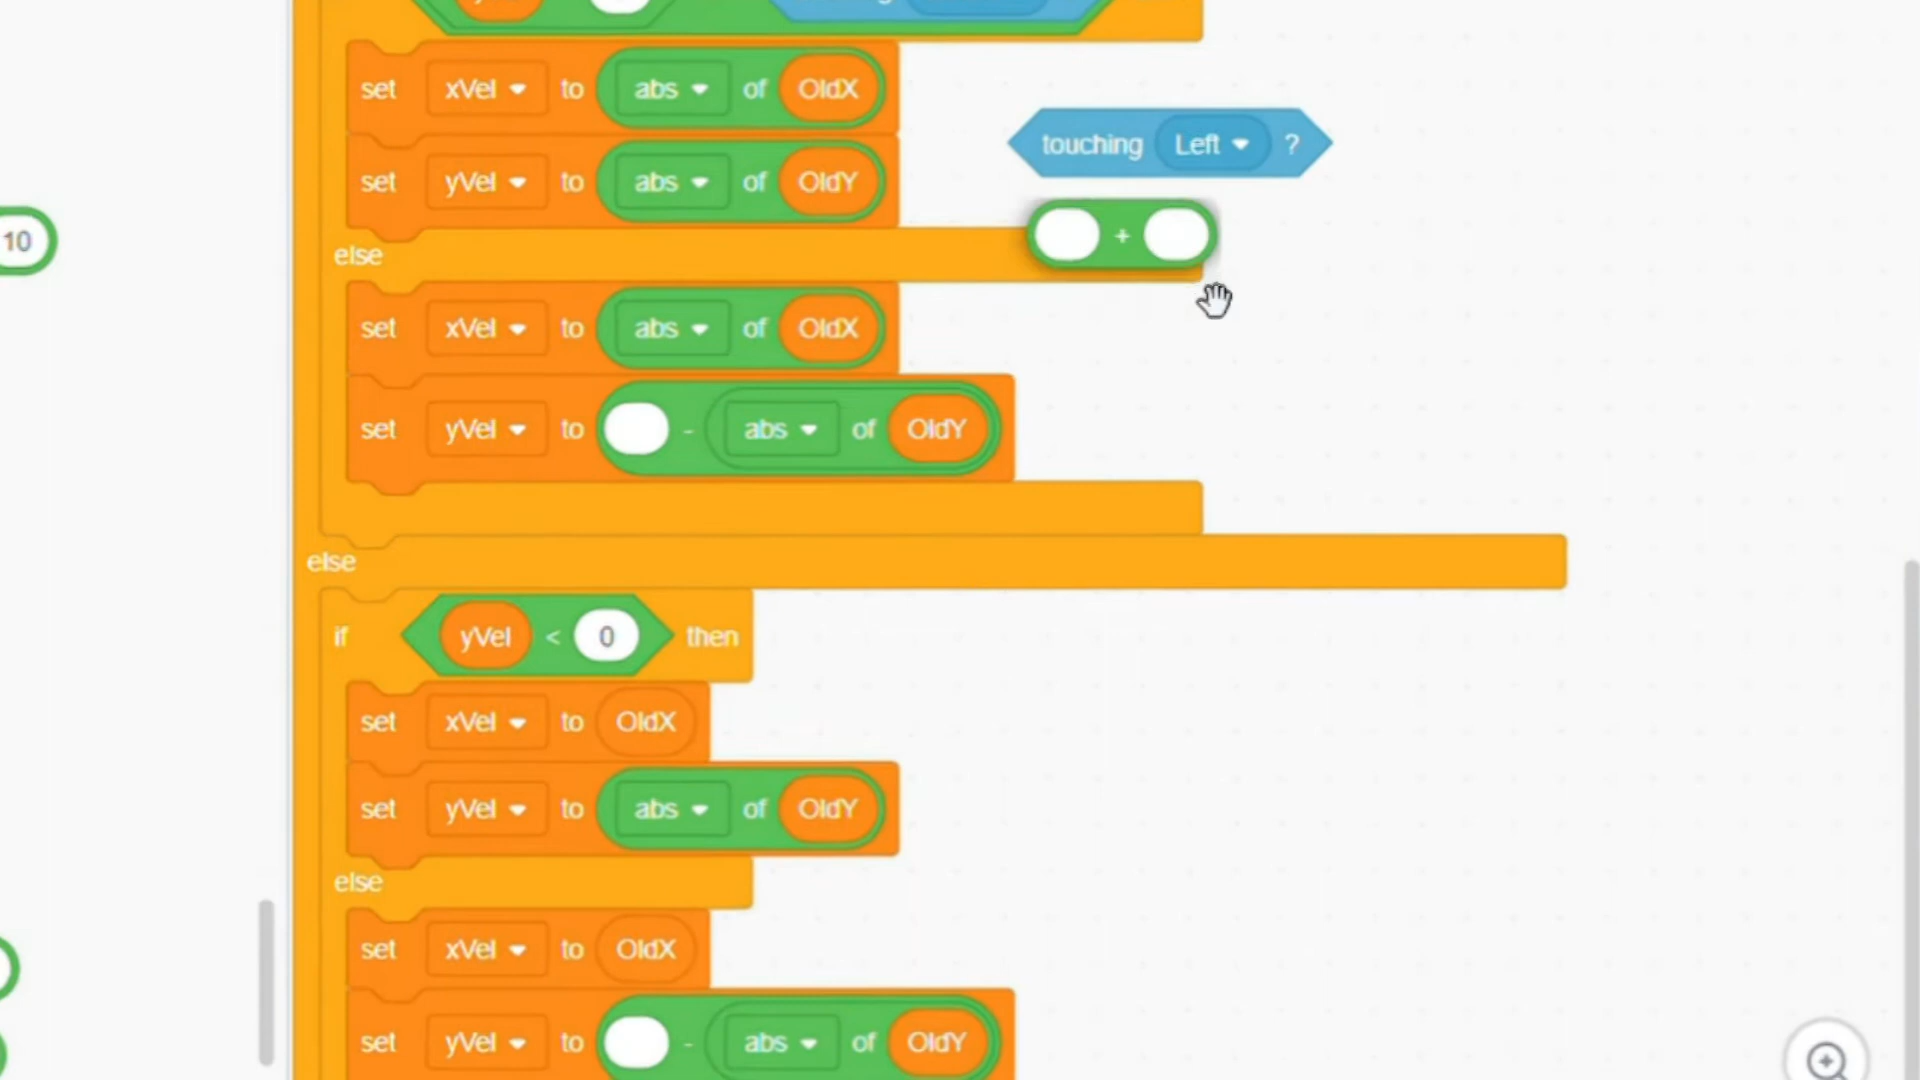 set xVel to abs of OldX
touching Left ?
set yVel to abs of OldY
+
10
else
set xVel to abs of OldX
set yVel to - abs of OldY
else
if yVel < 0 then
set xVel to OldX
set yVel to abs of OldY
else
set xVel to OldX
set yVel to - abs of OldY